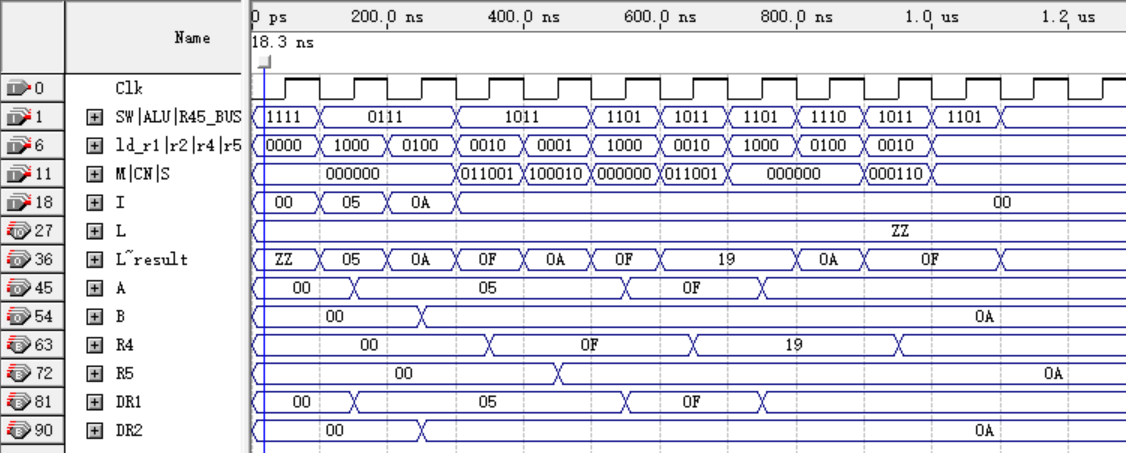 0 ps 200.0 ns 400.0 ns 600.0 ns 800.0 ns 1.0 us 1.2 us
Name
18.3 ns
0 Clk
1 SW|ALU|R45_BUS 1111 0111 1011 1101 1011 1101 1110 1011 1101
6 ld_r1|r2|r4|r5 0000 1000 0100 0010 0001 1000 0010 1000 0100 0010
11 M|CN|S 000000 011001 100010 000000 011001 000000 000110
18 I 00 05 0A 00
27 L ZZ
36 L~result ZZ 05 0A 0F 0A 0F 19 0A 0F
45 A 00 05 0F
54 B 00 0A
63 R4 00 0F 19
72 R5 00 0A
81 DR1 00 05 0F
90 DR2 00 0A